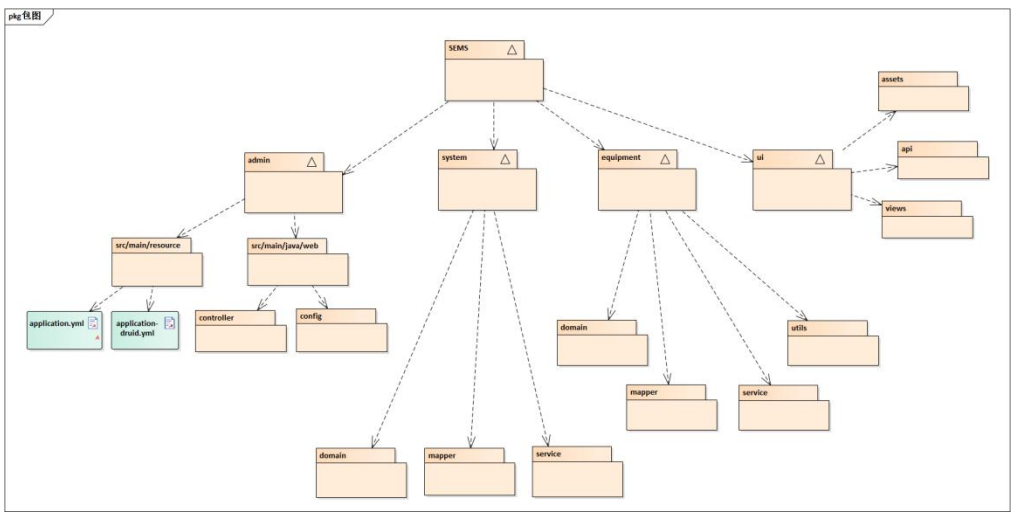 pkg 包图
SEMS
assets
admin
system
equipment
ui
api
views
src/main/resource
src/main/java/web
application.yml
application-
druid.yml
controller
config
domain
utils
mapper
service
domain
mapper
service